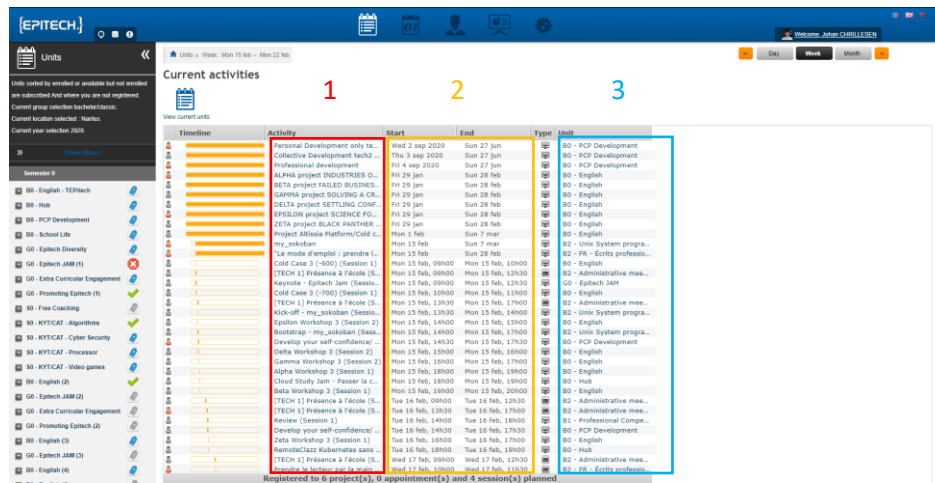 [EPITECH.]
07
Welcome, Johan CHRILLESEN
Units
«
Units » Week : Mon 15 feb – Mon 22 feb
Day
Week
Month
Units sorted by enrolled or available but not enrolled
are subscribed And where you are not registered.
Current group selection bachelor/classic.
Current location selected : Nantes.
Current year selection 2020.
» Show filters
Semester 0
B0 - English - TEPitech
B0 - Hub
B0 - PCP Development
B0 - School Life
G0 - Epitech Diversity
G0 - Epitech JAM (1)
G0 - Extra Curricular Engagement
G0 - Promoting Epitech (1)
S0 - Free Coaching
S0 - KYT/CAT - Algorithms
S0 - KYT/CAT - Cyber Security
S0 - KYT/CAT - Processor
S0 - KYT/CAT - Video games
B0 - English (2)
G0 - Epitech JAM (2)
G0 - Extra Curricular Engagement
G0 - Promoting Epitech (2)
B0 - English (3)
G0 - Epitech JAM (3)
B0 - English (4)
Current activities
View current units
1 2 3
Timeline Activity Start End Type Unit
Personal Development only te... Wed 2 sep 2020 Sun 27 jun B0 - PCP Development
Collective Development tech2 ... Thu 3 sep 2020 Sun 27 jun B0 - PCP Development
Professional development Fri 4 sep 2020 Sun 27 jun B0 - PCP Development
ALPHA project INDUSTRIES O... Fri 29 jan Sun 28 feb B0 - English
BETA project FAILED BUSINES... Fri 29 jan Sun 28 feb B0 - English
GAMMA project SOLVING A CR... Fri 29 jan Sun 28 feb B0 - English
DELTA project SETTLING CONF... Fri 29 jan Sun 28 feb B0 - English
EPSILON project SCIENCE FO... Fri 29 jan Sun 28 feb B0 - English
ZETA project BLACK PANTHER ... Fri 29 jan Sun 28 feb B0 - English
Project Altissia Platform/Cold c... Mon 1 feb Sun 7 mar B0 - English
my_sokoban Mon 15 feb Sun 7 mar B2 - Unix System progra...
"Le mode d'emploi : prendre l... Mon 15 feb Sun 28 feb B2 - FR - Écrits professio...
Cold Case 3 (-600) (Session 1) Mon 15 feb, 09h00 Mon 15 feb, 10h00 B0 - English
[TECH 1] Présence à l'école (S... Mon 15 feb, 09h00 Mon 15 feb, 12h30 B2 - Administrative mee...
Keynote - Epitech Jam (Sessio... Mon 15 feb, 09h00 Mon 15 feb, 12h30 G0 - Epitech JAM
Cold Case 3 (-700) (Session 1) Mon 15 feb, 10h00 Mon 15 feb, 11h00 B0 - English
[TECH 1] Présence à l'école (S... Mon 15 feb, 13h30 Mon 15 feb, 17h00 B2 - Administrative mee...
Kick-off - my_sokoban (Sessio... Mon 15 feb, 13h30 Mon 15 feb, 14h00 B2 - Unix System progra...
Epsilon Workshop 3 (Session 2) Mon 15 feb, 14h00 Mon 15 feb, 15h00 B0 - English
Bootstrap - my_sokoban (Sess... Mon 15 feb, 14h00 Mon 15 feb, 17h00 B2 - Unix System progra...
Develop your self-confidence/ ... Mon 15 feb, 14h30 Mon 15 feb, 17h30 B0 - PCP Development
Delta Workshop 3 (Session 2) Mon 15 feb, 15h00 Mon 15 feb, 16h00 B0 - English
Gamma Workshop 3 (Session 2) Mon 15 feb, 16h00 Mon 15 feb, 17h00 B0 - English
Alpha Workshop 3 (Session 1) Mon 15 feb, 18h00 Mon 15 feb, 19h00 B0 - English
Cloud Study Jam - Passer la c... Mon 15 feb, 18h00 Mon 15 feb, 19h00 B0 - Hub
Beta Workshop 3 (Session 1) Mon 15 feb, 19h00 Mon 15 feb, 20h00 B0 - English
[TECH 1] Présence à l'école (S... Tue 16 feb, 09h00 Tue 16 feb, 12h30 B2 - Administrative mee...
[TECH 1] Présence à l'école (S... Tue 16 feb, 13h30 Tue 16 feb, 17h00 B2 - Administrative mee...
Review (Session 1) Tue 16 feb, 14h00 Tue 16 feb, 18h00 B1 - Professional Compe...
Develop your self-confidence/ ... Tue 16 feb, 14h00 Tue 16 feb, 17h00 B0 - PCP Development
Zeta Workshop 3 (Session 1) Tue 16 feb, 16h00 Tue 16 feb, 17h00 B0 - English
RemoteClazz Kubernetes sans ... Tue 16 feb, 18h00 Tue 16 feb, 19h00 B0 - Hub
[TECH 1] Présence à l'école (S... Wed 17 feb, 09h00 Wed 17 feb, 12h30 B2 - Administrative mee...
Prendre le lecteur par la main ... Wed 17 feb, 10h00 Wed 17 feb, 11h30 B2 - FR - Écrits professio...
Registered to 6 project(s), 0 appointment(s) and 4 session(s) planned